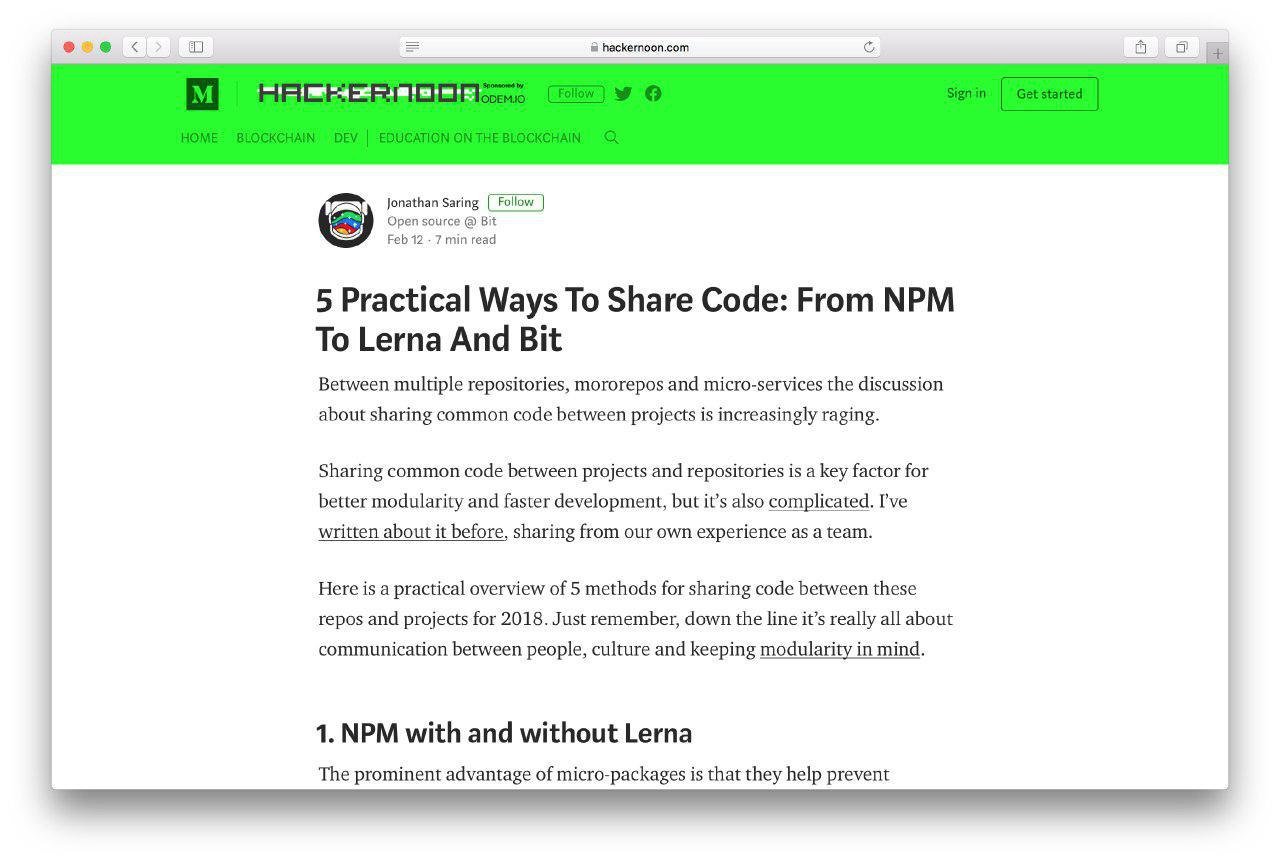 hackernoon.com
M HACKERNOON Sponsored by ODEM.IO Follow Sign in Get started
HOME BLOCKCHAIN DEV EDUCATION ON THE BLOCKCHAIN
Jonathan Saring Follow
Open source @ Bit
Feb 12 · 7 min read
5 Practical Ways To Share Code: From NPM
To Lerna And Bit
Between multiple repositories, mororepos and micro-services the discussion
about sharing common code between projects is increasingly raging.
Sharing common code between projects and repositories is a key factor for
better modularity and faster development, but it’s also complicated. I’ve
written about it before, sharing from our own experience as a team.
Here is a practical overview of 5 methods for sharing code between these
repos and projects for 2018. Just remember, down the line it’s really all about
communication between people, culture and keeping modularity in mind.
1. NPM with and without Lerna
The prominent advantage of micro-packages is that they help prevent